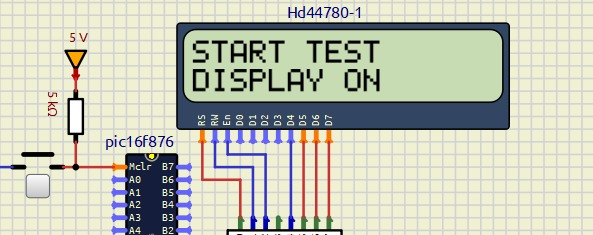 Hd44780-1
5 V
START TEST
DISPLAY ON
5 kΩ
RS RW En D0 D1 D2 D3 D4 D5 D6 D7
pic16f876
Mclr B7
A0 B6
A1 B5
A2 B4
A3 B3
A4 B2